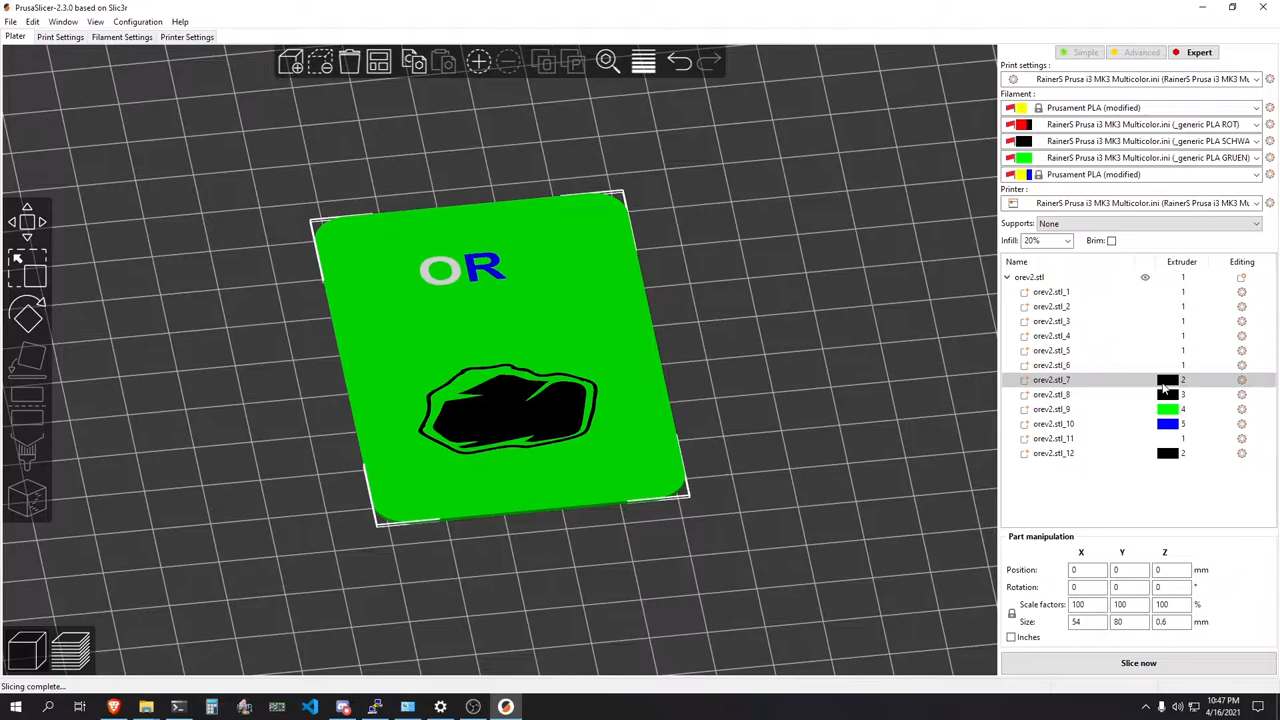 PrusaSlicer-2.3.0 based on Slic3r
File Edit Window View Configuration Help
Plater Print Settings Filament Settings Printer Settings
Simple Advanced Expert
Print settings :
RainerS Prusa i3 MK3 Multicolor.ini (RainerS Prusa i3 MK3 Mu
Filament :
Prusament PLA (modified)
RainerS Prusa i3 MK3 Multicolor.ini (_generic PLA ROT)
RainerS Prusa i3 MK3 Multicolor.ini (_generic PLA SCHWA
RainerS Prusa i3 MK3 Multicolor.ini (_generic PLA GRUEN)
Prusament PLA (modified)
Printer :
RainerS Prusa i3 MK3 Multicolor.ini (RainerS Prusa i3 MK3 Mu
Supports: None
Infill: 20% Brim:
Name Extruder Editing
orev2.stl 1
orev2.stl_1 1
orev2.stl_2 1
orev2.stl_3 1
orev2.stl_4 1
orev2.stl_5 1
orev2.stl_6 1
orev2.stl_7 2
orev2.stl_8 3
orev2.stl_9 4
orev2.stl_10 5
orev2.stl_11 1
orev2.stl_12 2
OR
Part manipulation
X Y Z
Position: 0 0 0 mm
Rotation: 0 0 0 °
Scale factors: 100 100 100 %
Size: 54 80 0.6 mm
Inches
Slice now
Slicing complete...
10:47 PM
4/16/2021